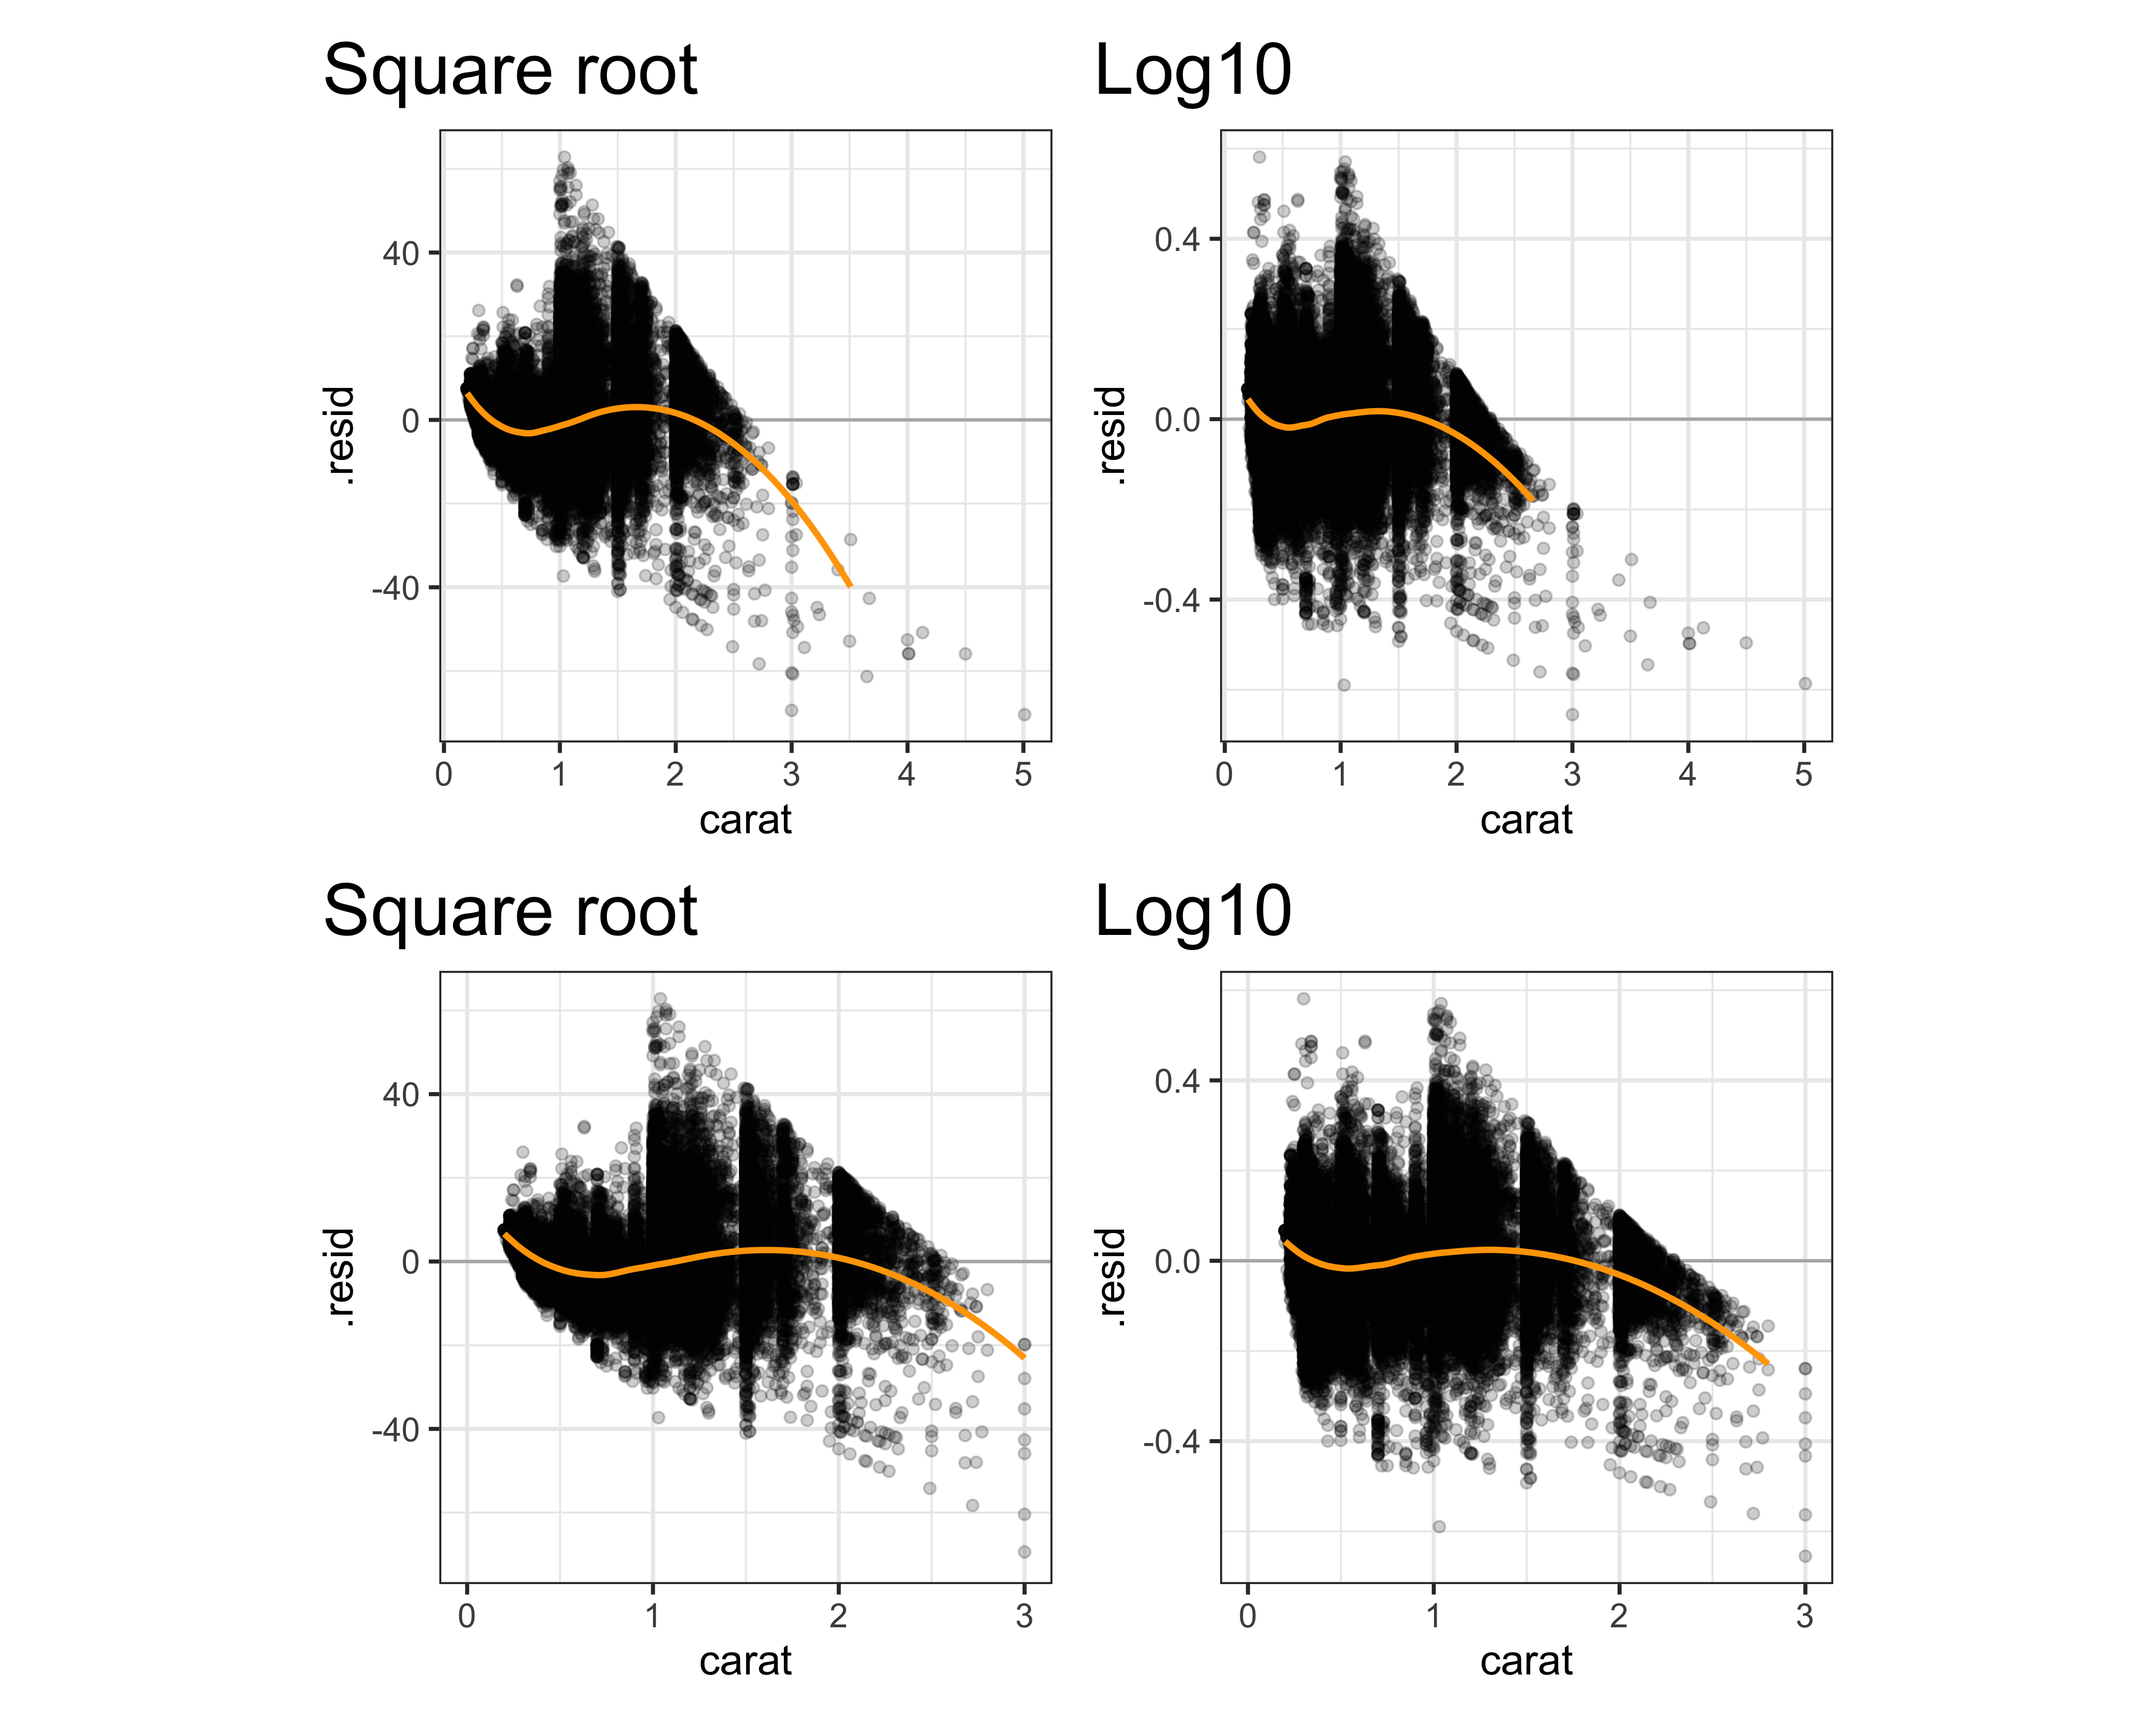 Square root
Log10
40
0
-40
.resid
0 1 2 3 4 5
carat
0.4
0.0
-0.4
.resid
0 1 2 3 4 5
carat
Square root
Log10
40
0
-40
.resid
0 1 2 3
carat
0.4
0.0
-0.4
.resid
0 1 2 3
carat